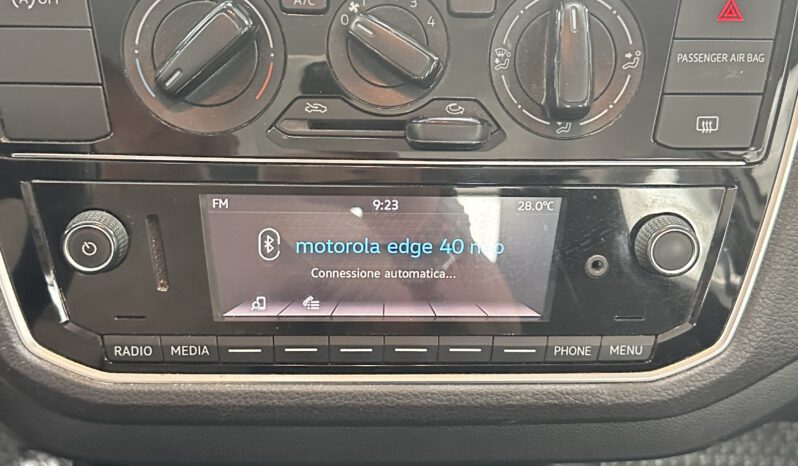 A/C
0
3
4
PASSENGER AIR BAG
FM 9:23 28.0°C
motorola edge 40 neo
Connessione automatica...
RADIO MEDIA PHONE MENU